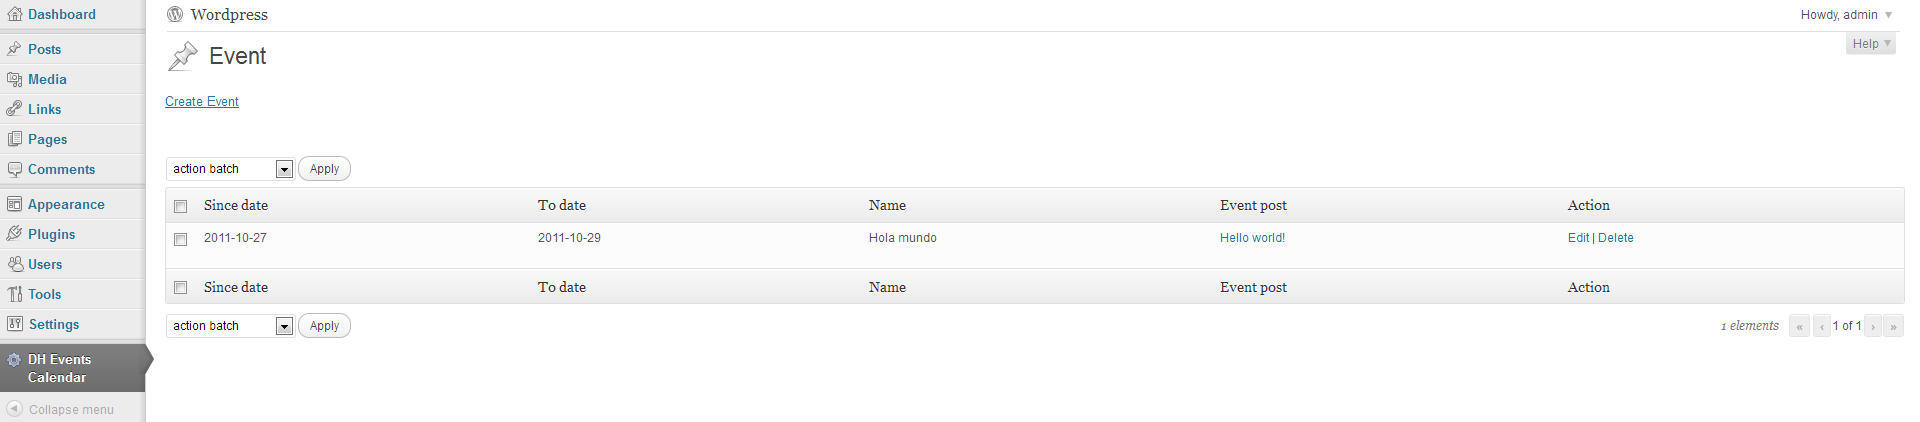 Dashboard
Posts
Media
Links
Pages
Comments
Appearance
Plugins
Users
Tools
Settings
DH Events
Calendar
Collapse menu
Wordpress
Howdy, admin
Help
Event
Create Event
action batch Apply
Since date To date Name Event post Action
2011-10-27 2011-10-29 Hola mundo Hello world! Edit | Delete
Since date To date Name Event post Action
action batch Apply
1 elements « ‹ 1 of 1 › »